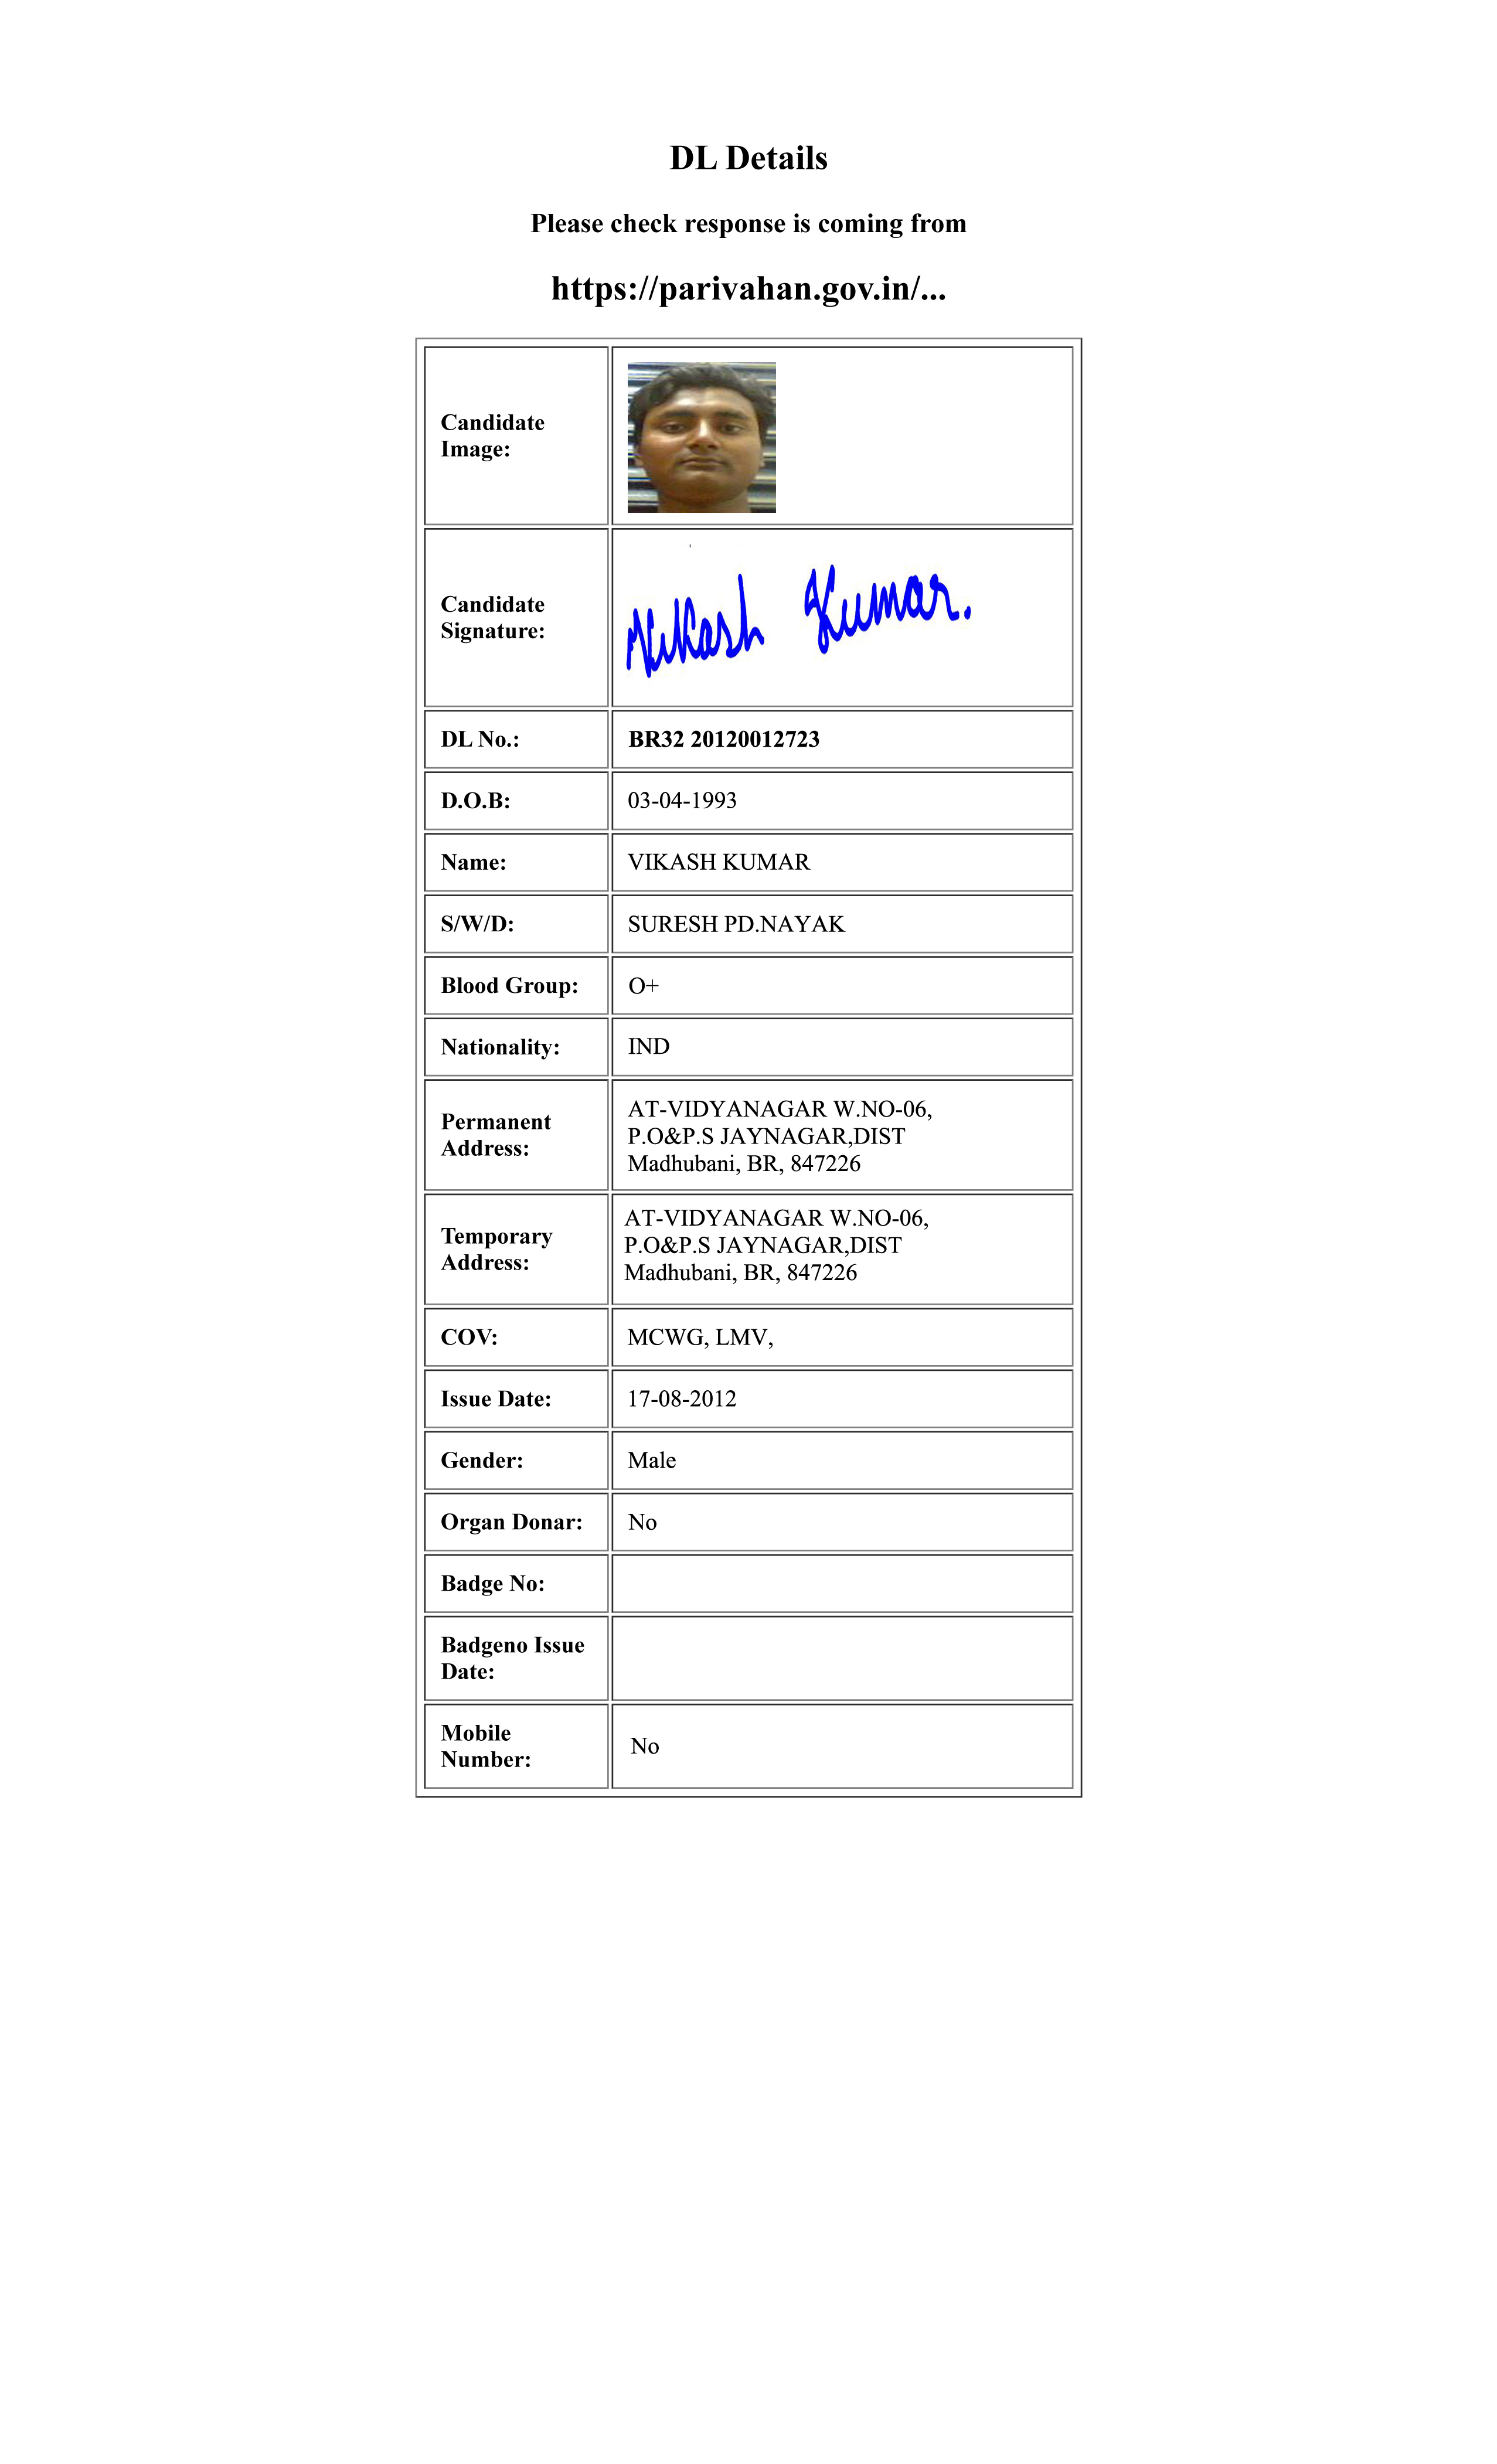 DL Details
Please check response is coming from
https://parivahan.gov.in/...
Candidate
Image:
Candidate
Signature:
Vikash Kumar.
DL No.: BR32 20120012723
D.O.B: 03-04-1993
Name: VIKASH KUMAR
S/W/D: SURESH PD.NAYAK
Blood Group: O+
Nationality: IND
Permanent
Address:
AT-VIDYANAGAR W.NO-06,
P.O&P.S JAYNAGAR,DIST
Madhubani, BR, 847226
Temporary
Address:
AT-VIDYANAGAR W.NO-06,
P.O&P.S JAYNAGAR,DIST
Madhubani, BR, 847226
COV: MCWG, LMV,
Issue Date: 17-08-2012
Gender: Male
Organ Donar: No
Badge No:
Badgeno Issue
Date:
Mobile
Number:
No